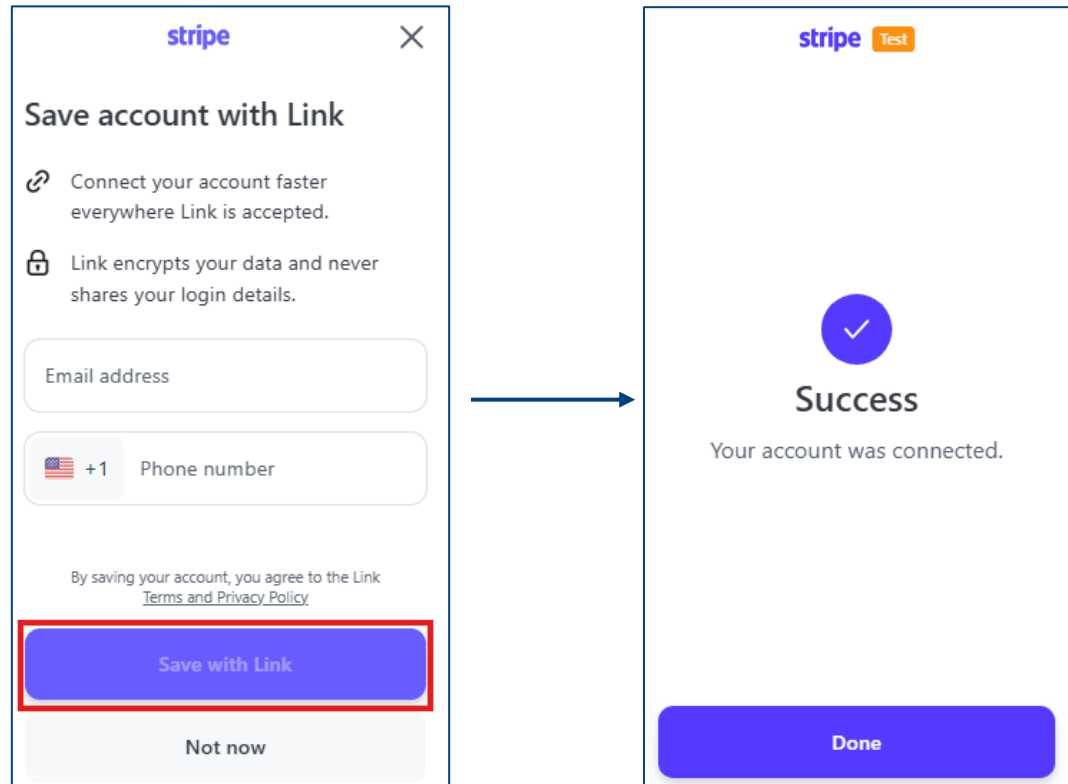 stripe
Save account with Link
Connect your account faster
everywhere Link is accepted.
Link encrypts your data and never
shares your login details.
Email address
+1 Phone number
By saving your account, you agree to the Link
Terms and Privacy Policy
Save with Link
Not now
stripe Test
Success
Your account was connected.
Done